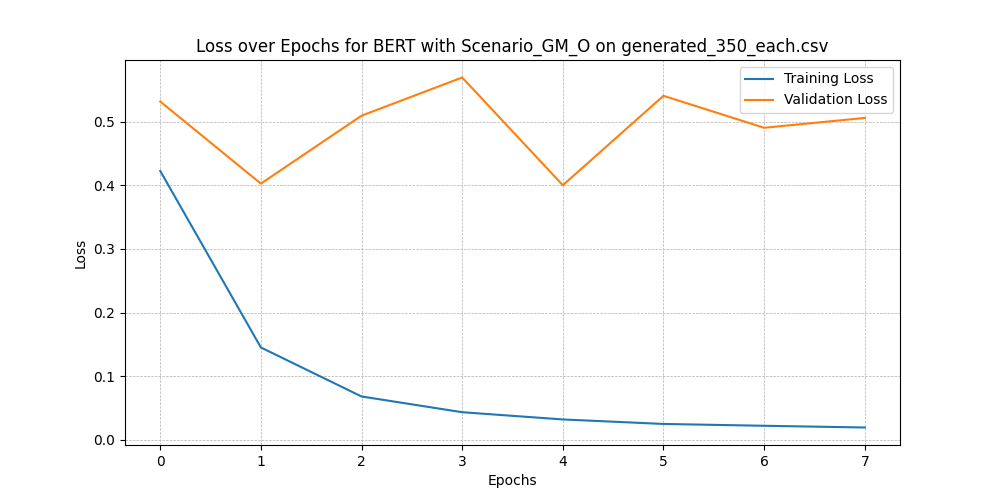 Loss over Epochs for BERT with Scenario_GM_O on generated_350_each.csv
Training Loss
Validation Loss
Loss
0.5
0.4
0.3
0.2
0.1
0.0
0 1 2 3 4 5 6 7
Epochs